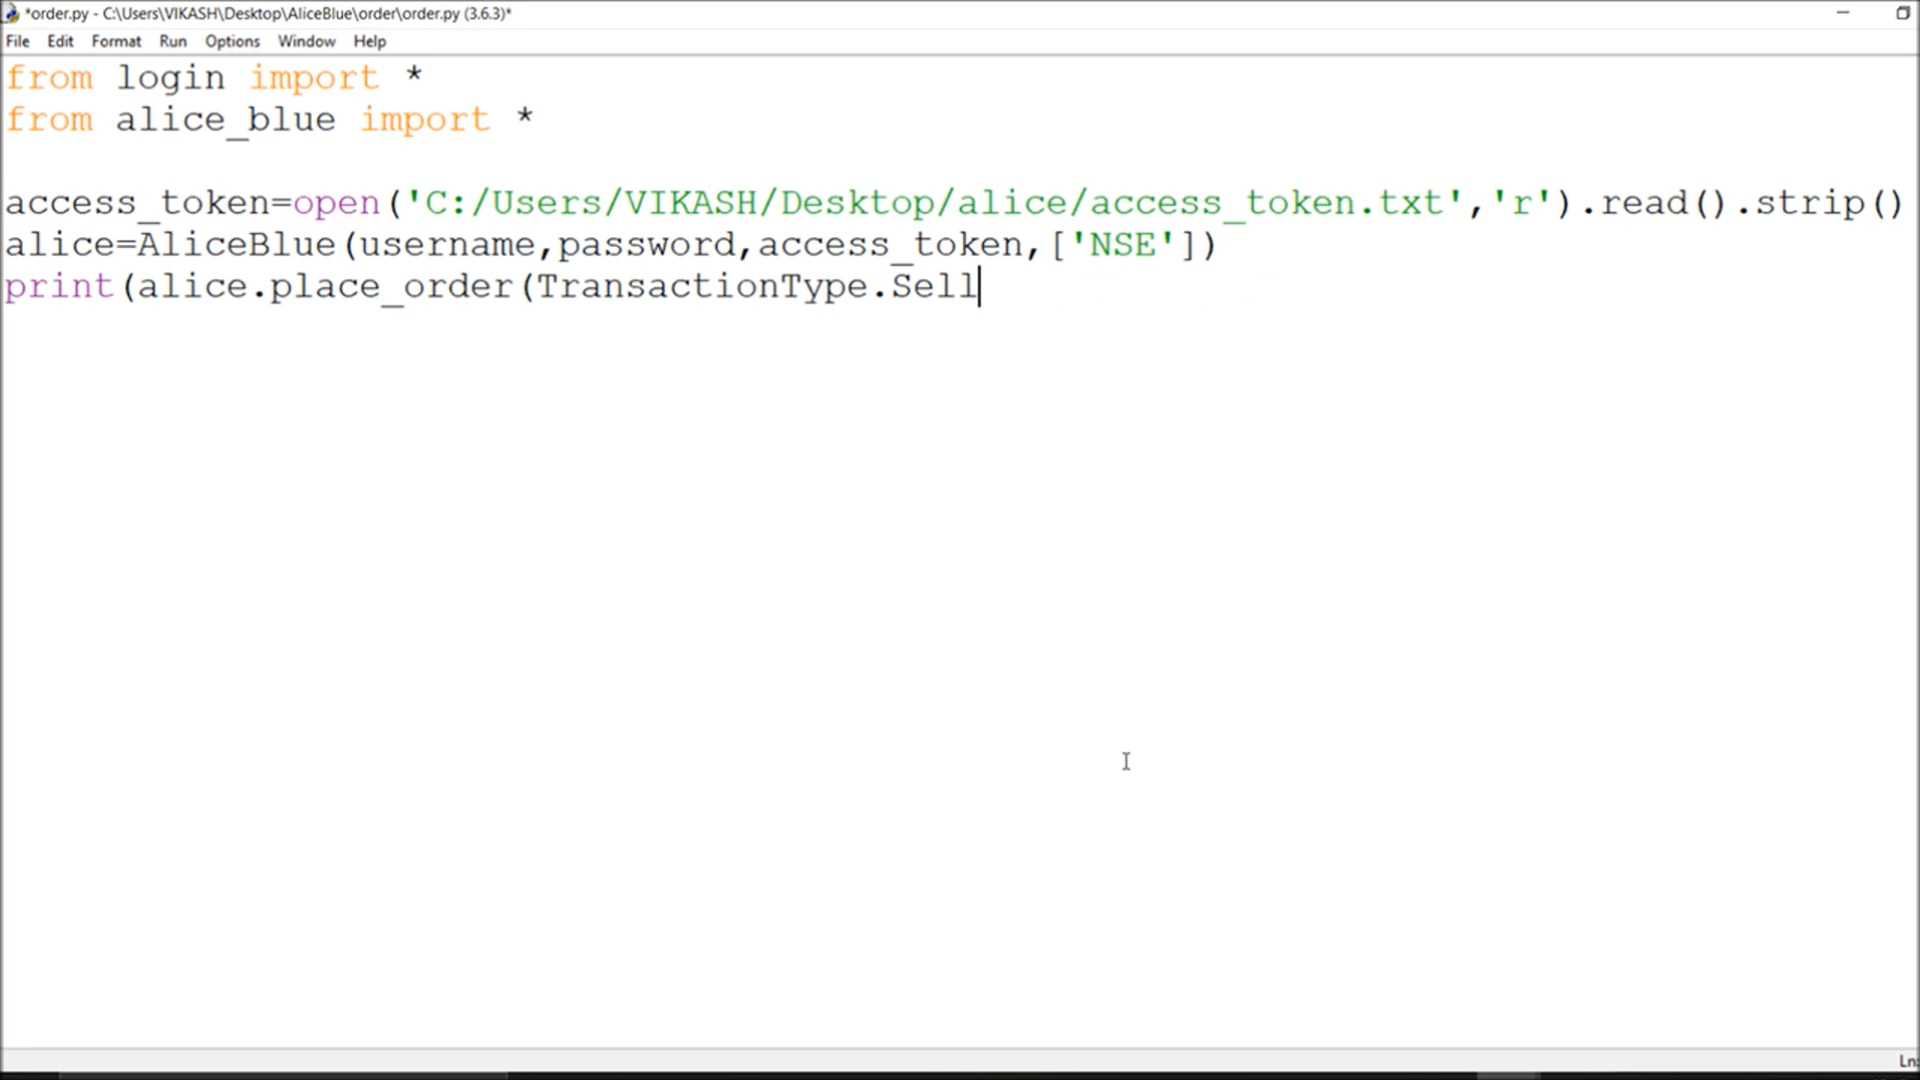 *order.py - C:\Users\VIKASH\Desktop\AliceBlue\order\order.py (3.6.3)*
File Edit Format Run Options Window Help
from login import *
from alice_blue import *
access_token=open('C:/Users/VIKASH/Desktop/alice/access_token.txt','r').read().strip()
alice=AliceBlue(username,password,access_token,['NSE'])
print(alice.place_order(TransactionType.Sell
Ln: